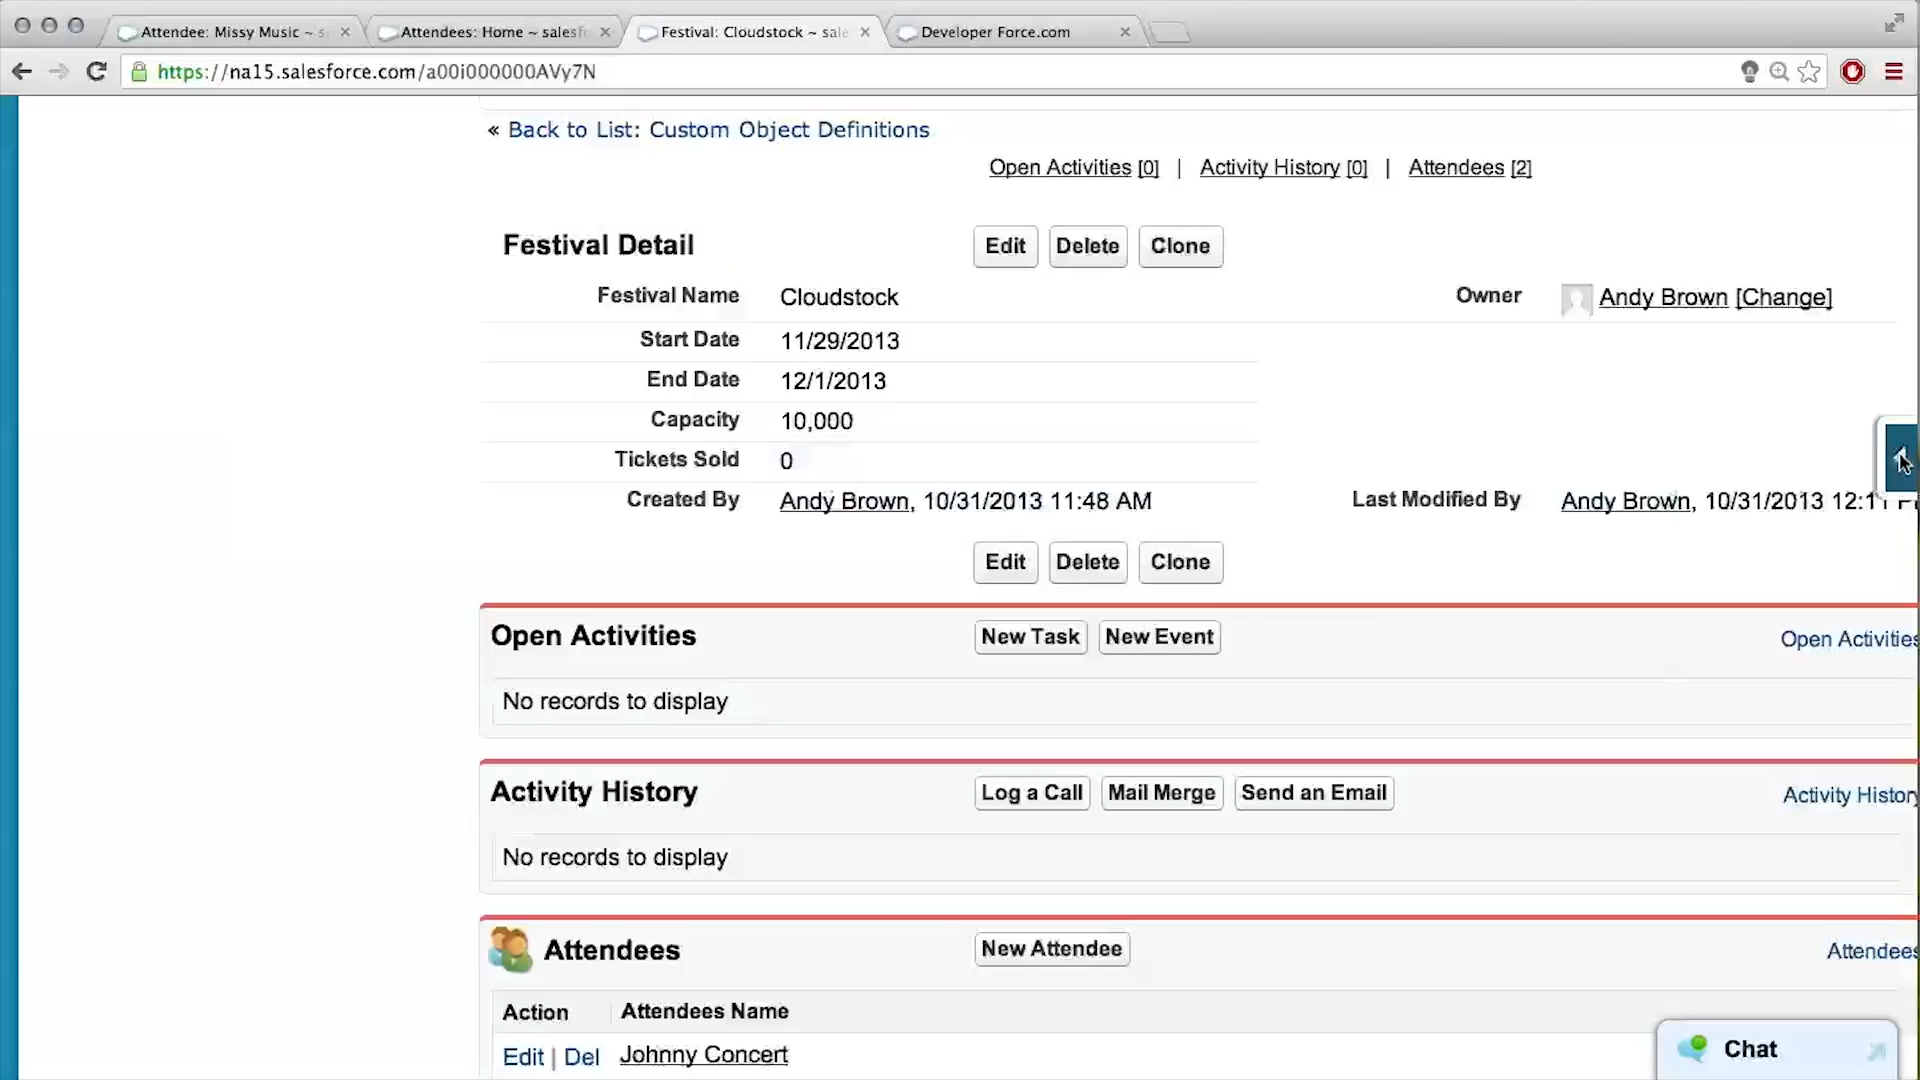 Attendee: Missy Music ~ s
Attendees: Home ~ salesf
Festival: Cloudstock ~ sale
Developer Force.com
https://na15.salesforce.com/a00i000000AVy7N
« Back to List: Custom Object Definitions
Open Activities [0] | Activity History [0] | Attendees [2]
Festival Detail Edit Delete Clone
Festival Name Cloudstock Owner Andy Brown [Change]
Start Date 11/29/2013
End Date 12/1/2013
Capacity 10,000
Tickets Sold 0
Created By Andy Brown, 10/31/2013 11:48 AM Last Modified By Andy Brown, 10/31/2013 12:11 P
Edit Delete Clone
Open Activities New Task New Event Open Activities
No records to display
Activity History Log a Call Mail Merge Send an Email Activity History
No records to display
Attendees New Attendee Attendees
Action Attendees Name
Edit | Del Johnny Concert
Chat